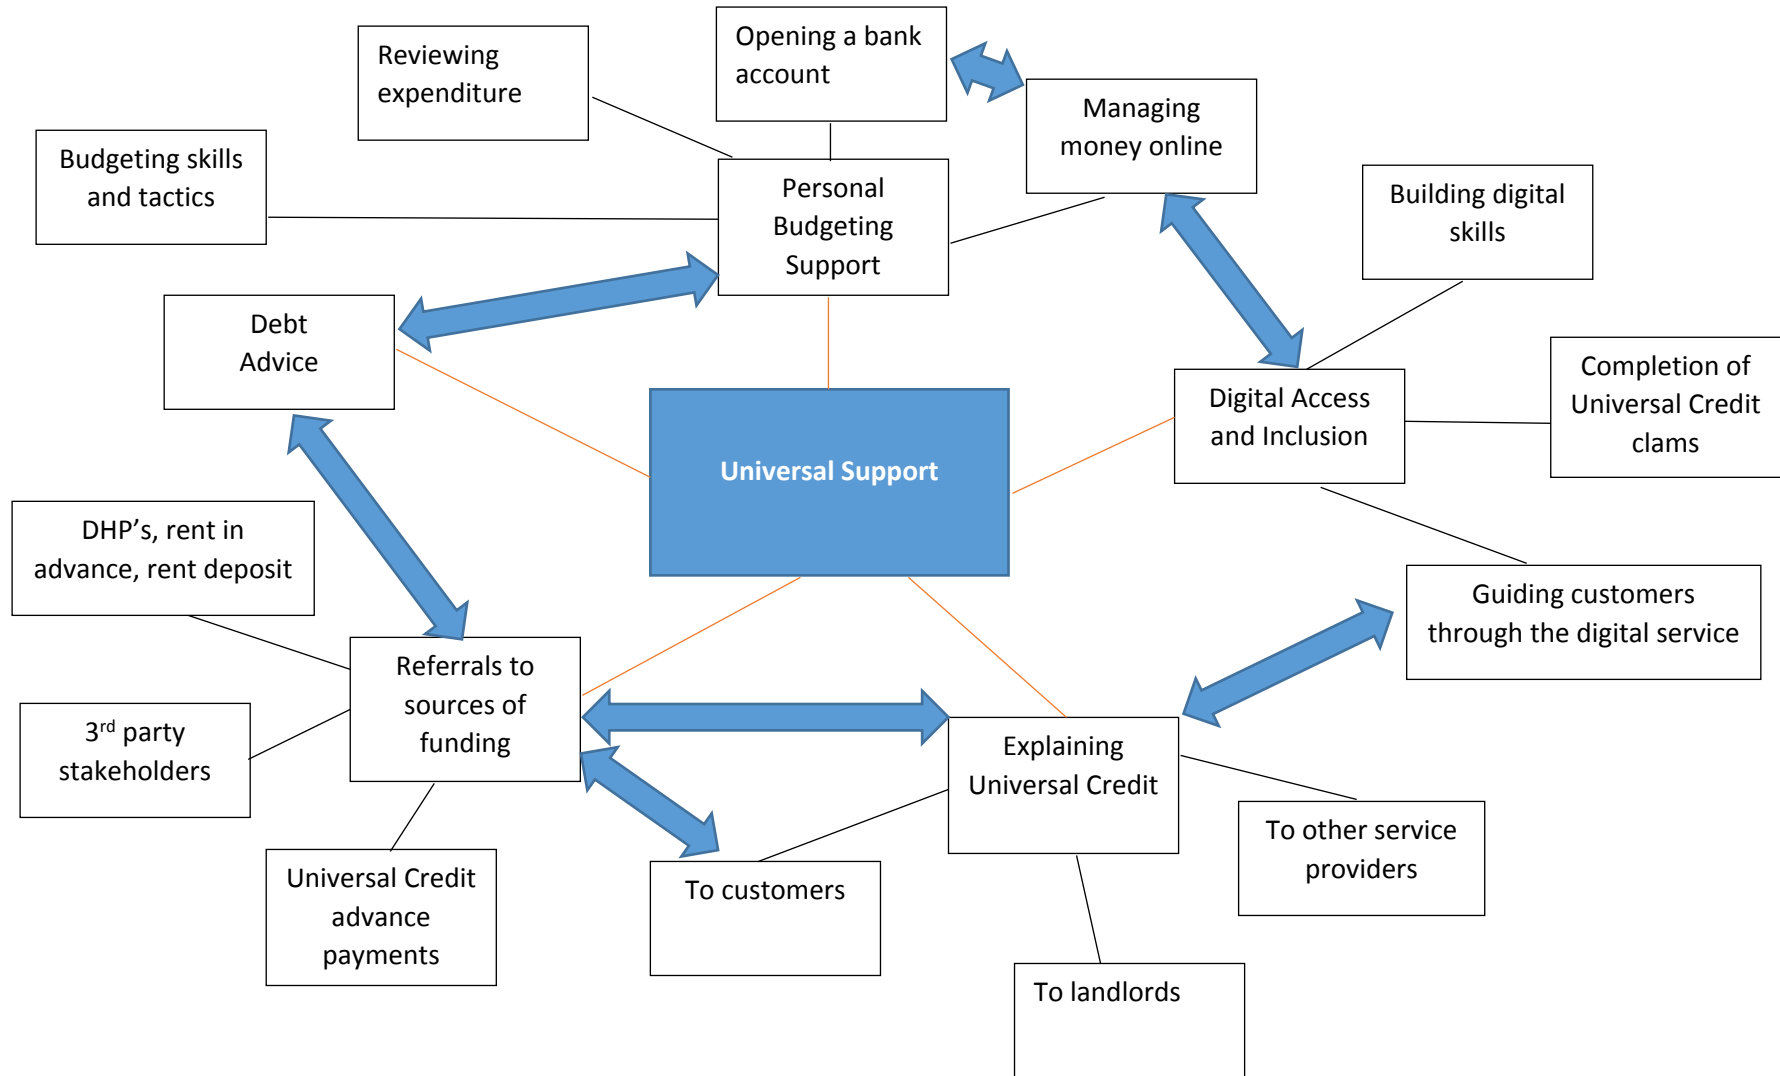 Opening a bank
account
Reviewing
expenditure
Managing
money online
Budgeting skills
and tactics
Personal
Budgeting
Support
Building digital
skills
Debt
Advice
Completion of
Universal Credit
clams
Digital Access
and Inclusion
Universal Support
DHP’s, rent in
advance, rent deposit
Guiding customers
through the digital service
Referrals to
sources of
funding
3rd party
stakeholders
Explaining
Universal Credit
To other service
providers
Universal Credit
advance
payments
To customers
To landlords